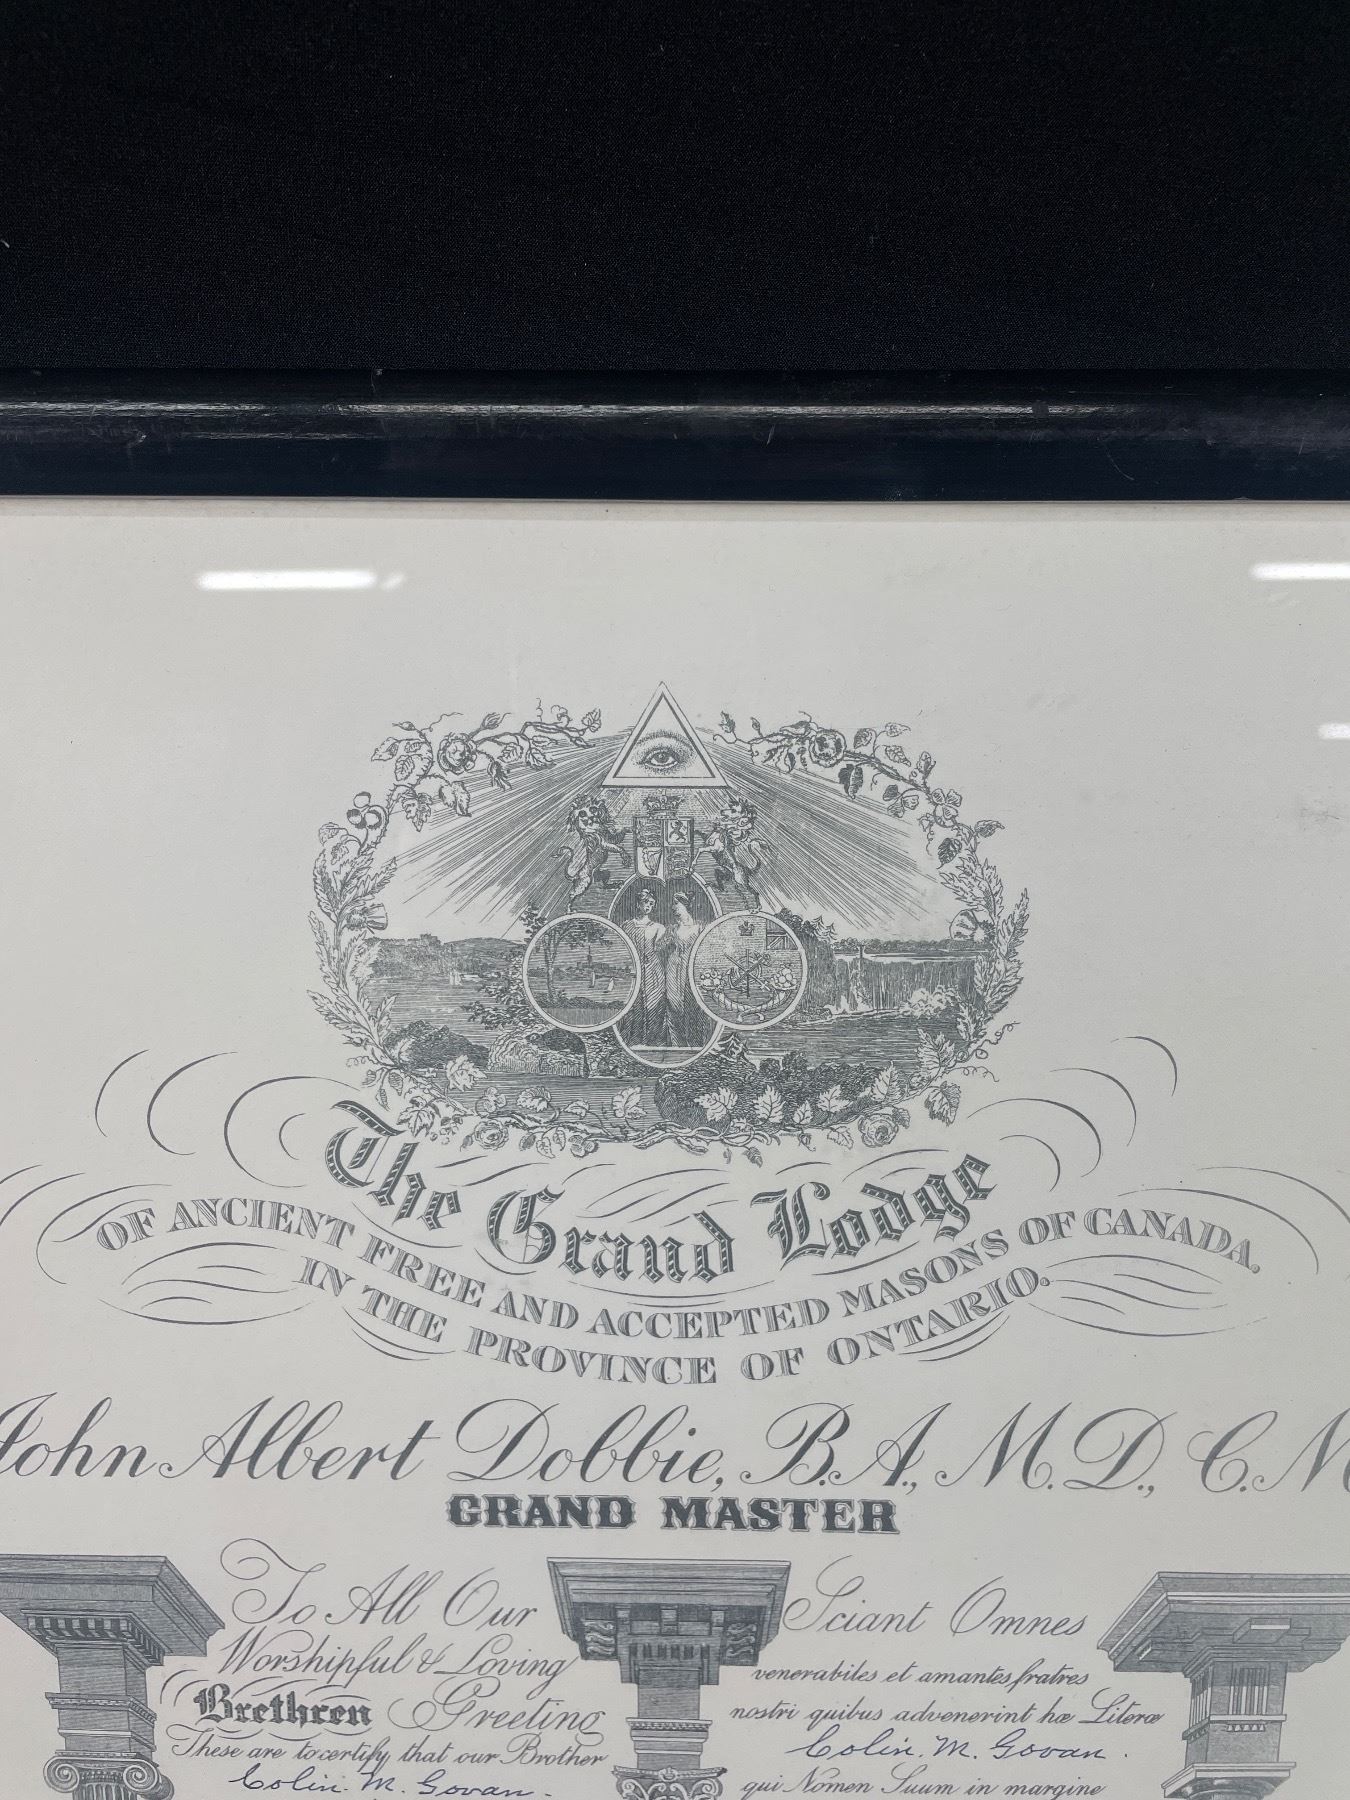 The Grand Lodge
OF ANCIENT FREE AND ACCEPTED MASONS OF CANADA,
IN THE PROVINCE OF ONTARIO.
John Albert Dobbie, B.A., M.D., C.M
GRAND MASTER
To All Our
Worshipful & Loving
Brethren Greeting
These are to certify that our Brother
Colin. M. Govan.
Sciant Omnes
venerabiles et amantes fratres
nostri quibus advenerint hæ Literæ
Colin. M. Govan.
qui Nomen Suum in margine